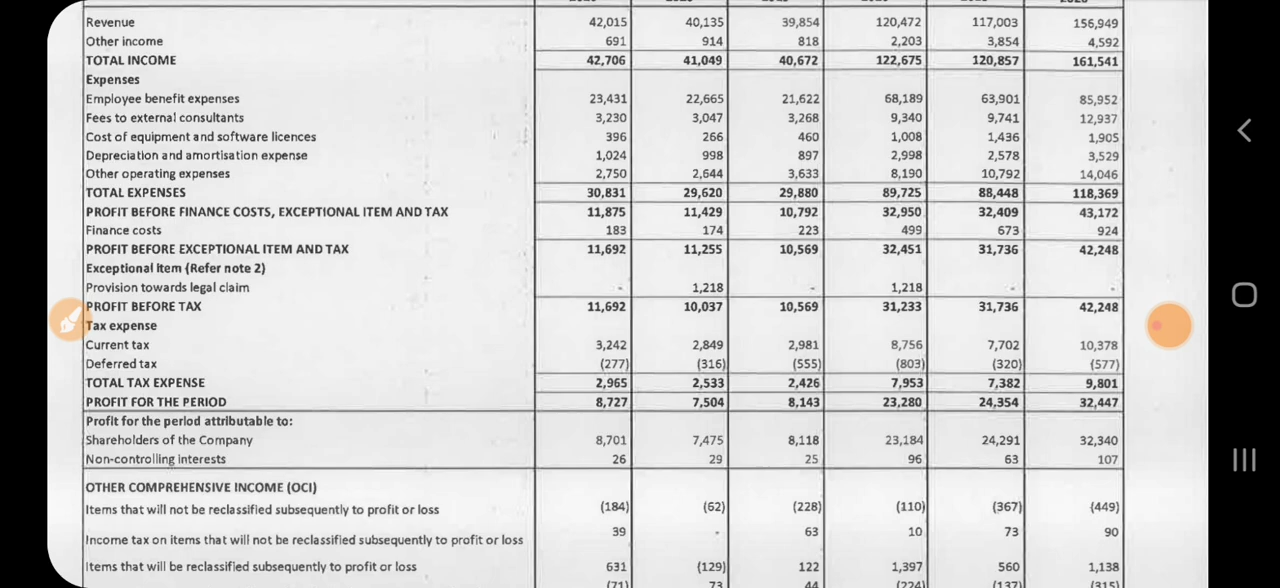 Revenue 42,015 40,135 39,854 120,472 117,003 156,949
Other income 691 914 818 2,203 3,854 4,592
TOTAL INCOME 42,706 41,049 40,672 122,675 120,857 161,541
Expenses
Employee benefit expenses 23,431 22,665 21,622 68,189 63,901 85,952
Fees to external consultants 3,230 3,047 3,268 9,340 9,741 12,937
Cost of equipment and software licences 396 266 460 1,008 1,436 1,905
Depreciation and amortisation expense 1,024 998 897 2,998 2,578 3,529
Other operating expenses 2,750 2,644 3,633 8,190 10,792 14,046
TOTAL EXPENSES 30,831 29,620 29,880 89,725 88,448 118,369
PROFIT BEFORE FINANCE COSTS, EXCEPTIONAL ITEM AND TAX 11,875 11,429 10,792 32,950 32,409 43,172
Finance costs 183 174 223 499 673 924
PROFIT BEFORE EXCEPTIONAL ITEM AND TAX 11,692 11,255 10,569 32,451 31,736 42,248
Exceptional item (Refer note 2)
Provision towards legal claim - 1,218 - 1,218 - -
PROFIT BEFORE TAX 11,692 10,037 10,569 31,233 31,736 42,248
Tax expense
Current tax 3,242 2,849 2,981 8,756 7,702 10,378
Deferred tax (277) (316) (555) (803) (320) (577)
TOTAL TAX EXPENSE 2,965 2,533 2,426 7,953 7,382 9,801
PROFIT FOR THE PERIOD 8,727 7,504 8,143 23,280 24,354 32,447
Profit for the period attributable to:
Shareholders of the Company 8,701 7,475 8,118 23,184 24,291 32,340
Non-controlling interests 26 29 25 96 63 107
OTHER COMPREHENSIVE INCOME (OCI)
Items that will not be reclassified subsequently to profit or loss (184) (62) (228) (110) (367) (449)
Income tax on items that will not be reclassified subsequently to profit or loss 39 - 63 10 73 90
Items that will be reclassified subsequently to profit or loss 631 (129) 122 1,397 560 1,138
(71) 73 44 (224) (137) (315)